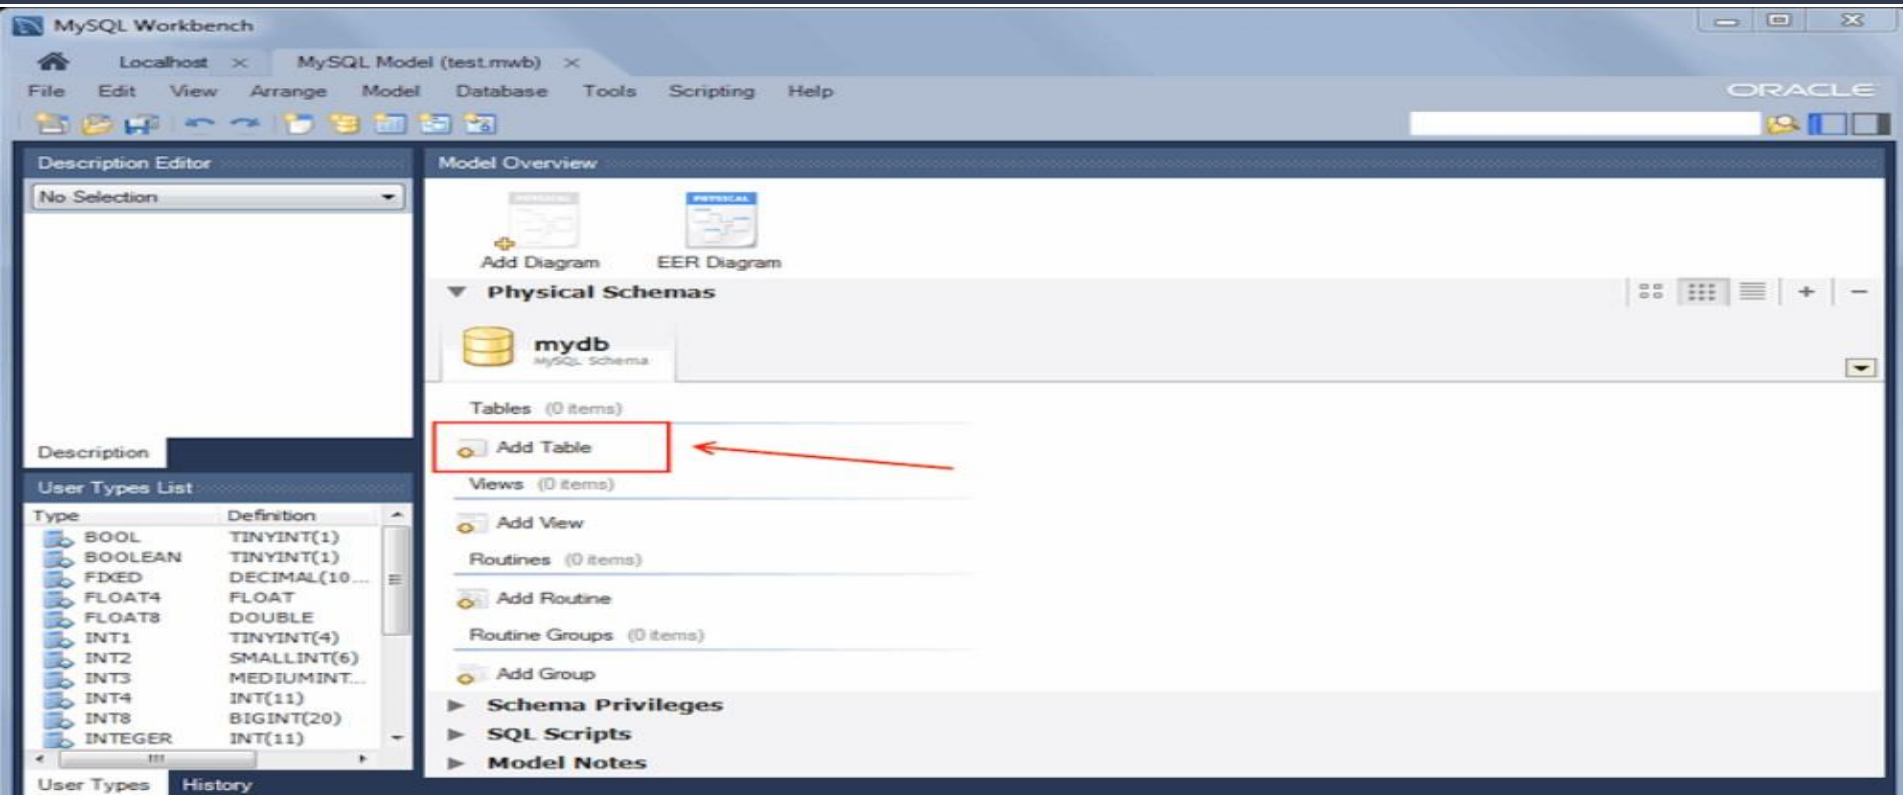 MySQL Workbench
Localhost MySQL Model (test.mwb)
File Edit View Arrange Model Database Tools Scripting Help
ORACLE
Description Editor
No Selection
Description
User Types List
Type Definition
BOOL TINYINT(1)
BOOLEAN TINYINT(1)
FIXED DECIMAL(10...
FLOAT4 FLOAT
FLOAT8 DOUBLE
INT1 TINYINT(4)
INT2 SMALLINT(6)
INT3 MEDIUMINT...
INT4 INT(11)
INT8 BIGINT(20)
INTEGER INT(11)
User Types History
Model Overview
PHYSICAL PHYSICAL
Add Diagram EER Diagram
Physical Schemas
mydb
MySQL Schema
Tables (0 items)
Add Table
Views (0 items)
Add View
Routines (0 items)
Add Routine
Routine Groups (0 items)
Add Group
Schema Privileges
SQL Scripts
Model Notes